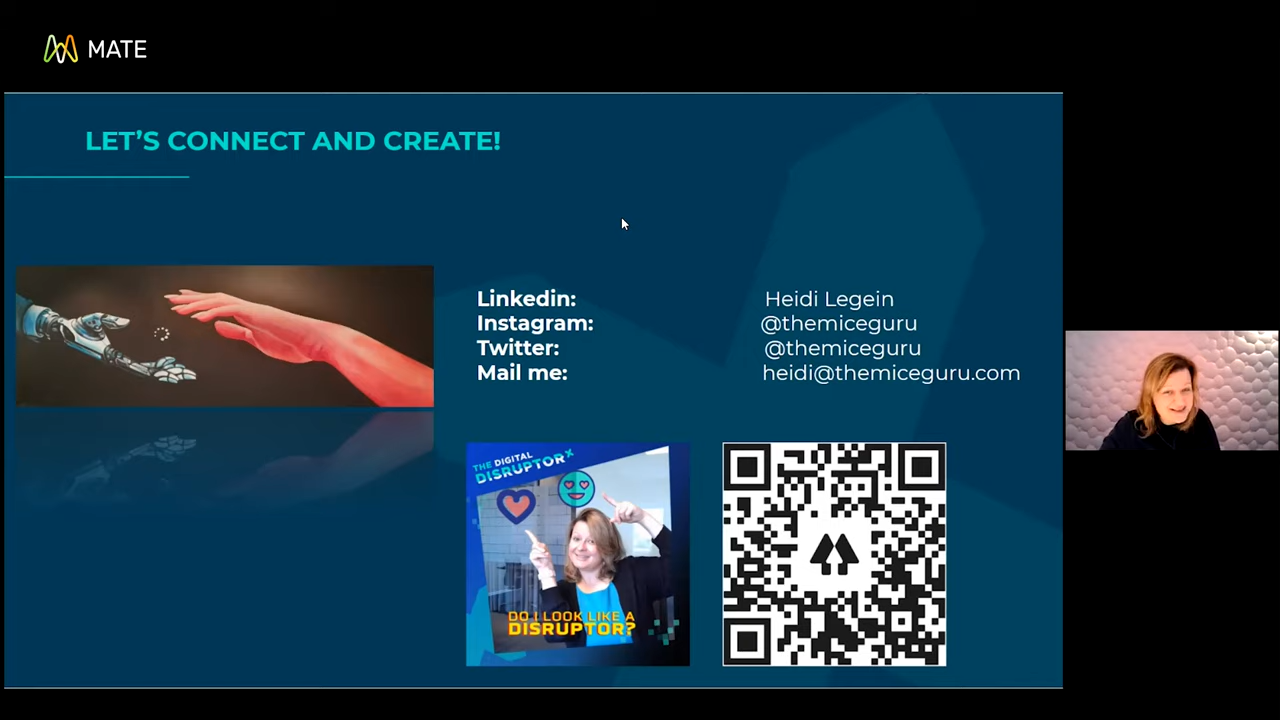 MATE
LET'S CONNECT AND CREATE!
Linkedin: Heidi Legein
Instagram: @themiceguru
Twitter: @themiceguru
Mail me: heidi@themiceguru.com
THE DIGITAL
DISRUPTORX
DO I LOOK LIKE A
DISRUPTOR?